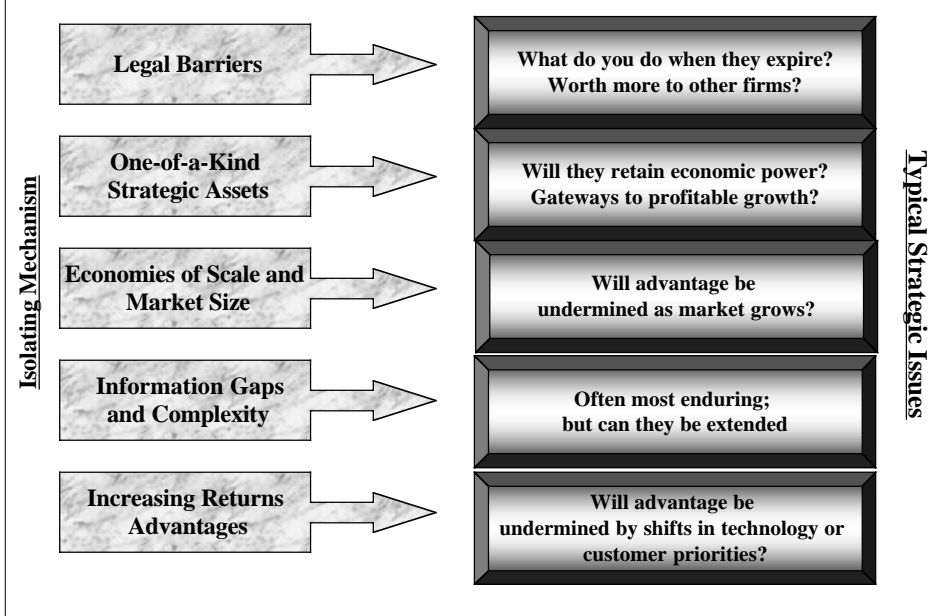 Isolating Mechanism
Legal Barriers
What do you do when they expire?
Worth more to other firms?
One-of-a-Kind
Strategic Assets
Will they retain economic power?
Gateways to profitable growth?
Economies of Scale and
Market Size
Will advantage be
undermined as market grows?
Information Gaps
and Complexity
Often most enduring;
but can they be extended
Increasing Returns
Advantages
Will advantage be
undermined by shifts in technology or
customer priorities?
Typical Strategic Issues